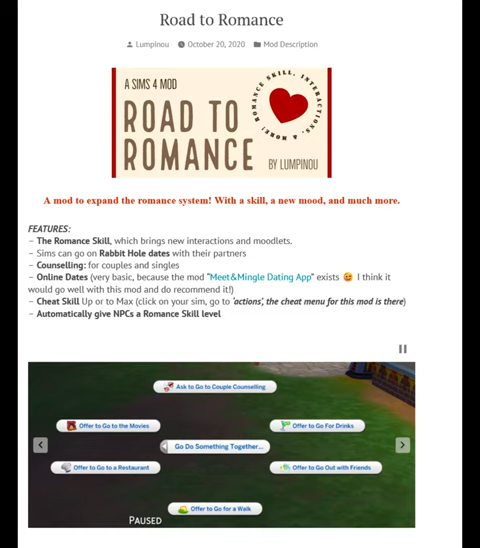 Road to Romance
Lumpinou October 20, 2020 Mod Description
A SIMS 4 MOD
ROAD TO
ROMANCE
ROMANCE SKILL, INTERACTIONS, & MORE!
BY LUMPINOU
A mod to expand the romance system! With a skill, a new mood, and much more.
FEATURES:
– The Romance Skill, which brings new interactions and moodlets.
– Sims can go on Rabbit Hole dates with their partners
– Counselling: for couples and singles
– Online Dates (very basic, because the mod "Meet&Mingle Dating App" exists 😉 I think it
would go well with this mod and do recommend it!)
– Cheat Skill Up or to Max (click on your sim, go to 'actions', the cheat menu for this mod is there)
– Automatically give NPCs a Romance Skill level
Ask to Go to Couple Counselling
Offer to Go to the Movies
Offer to Go For Drinks
Go Do Something Together...
Offer to Go to a Restaurant
Offer to Go Out with Friends
Offer to Go for a Walk
PAUSED